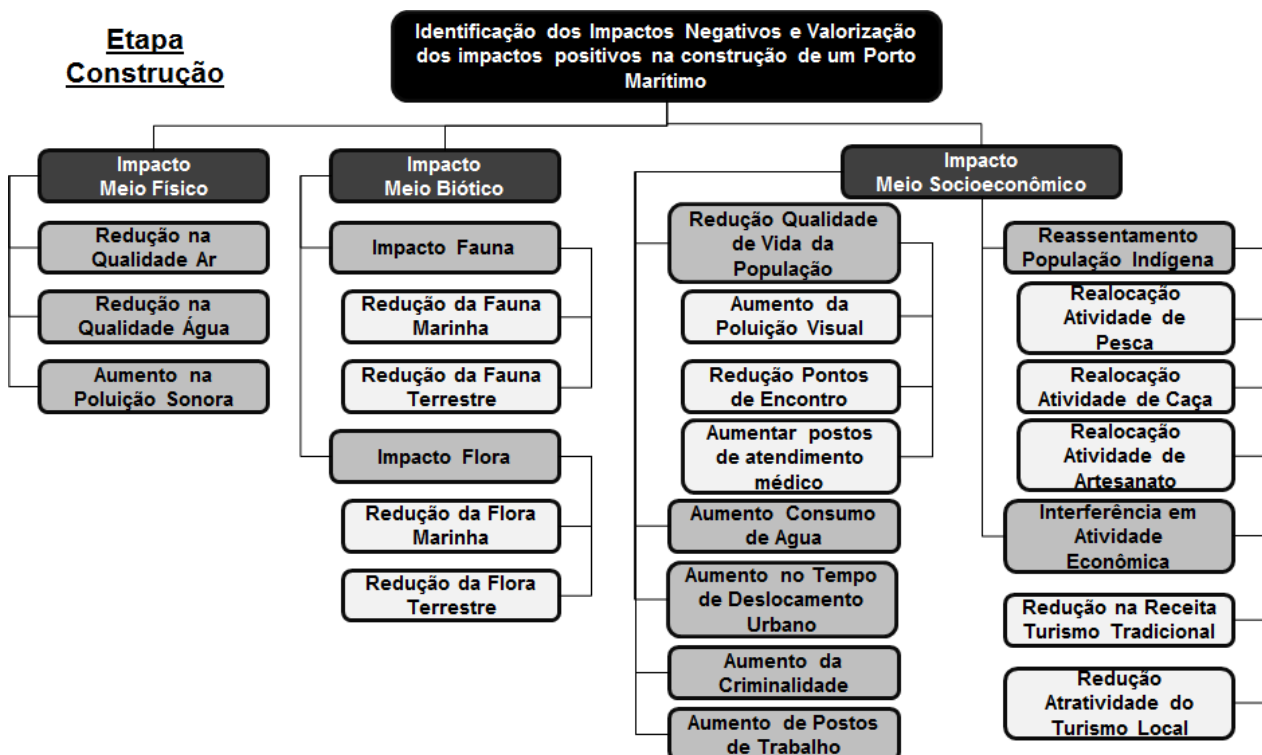 Etapa
Construção
Identificação dos Impactos Negativos e Valorização
dos impactos positivos na construção de um Porto
Marítimo
Impacto
Meio Físico
Redução na
Qualidade Ar
Redução na
Qualidade Água
Aumento na
Poluição Sonora
Impacto
Meio Biótico
Impacto Fauna
Redução da Fauna
Marinha
Redução da Fauna
Terrestre
Impacto Flora
Redução da Flora
Marinha
Redução da Flora
Terrestre
Impacto
Meio Socioeconômico
Redução Qualidade
de Vida da
População
Aumento da
Poluição Visual
Redução Pontos
de Encontro
Aumentar postos
de atendimento
médico
Aumento Consumo
de Agua
Aumento no Tempo
de Deslocamento
Urbano
Aumento da
Criminalidade
Aumento de Postos
de Trabalho
Reassentamento
População Indígena
Realocação
Atividade de
Pesca
Realocação
Atividade de Caça
Realocação
Atividade de
Artesanato
Interferência em
Atividade
Econômica
Redução na Receita
Turismo Tradicional
Redução
Atratividade do
Turismo Local